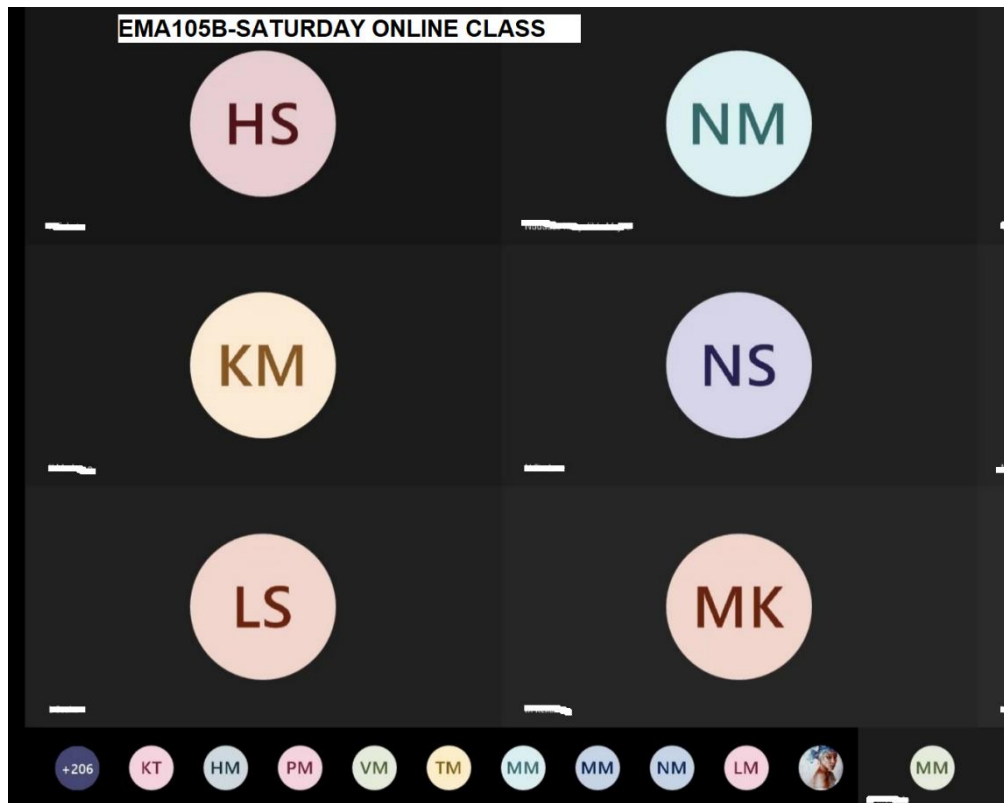 EMA105B-SATURDAY ONLINE CLASS
HS NM
KM NS
LS MK
+206 KT HM PM VM TM MM MM NM LM MM